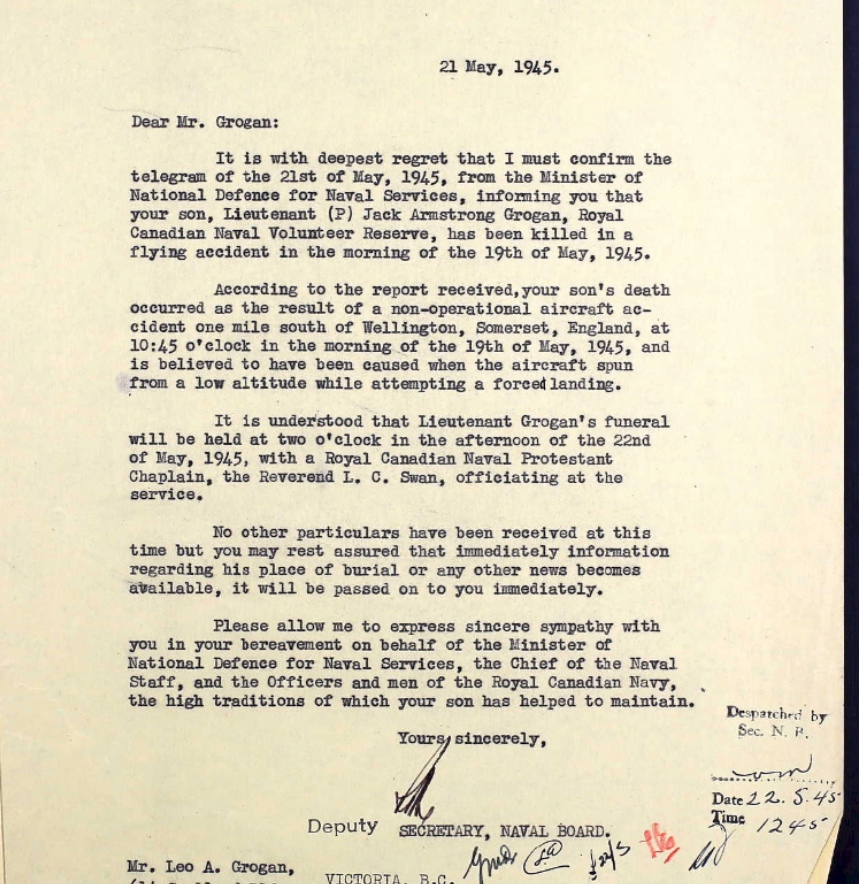 21 May, 1945.
Dear Mr. Grogan:
It is with deepest regret that I must confirm the
telegram of the 21st of May, 1945, from the Minister of
National Defence for Naval Services, informing you that
your son, Lieutenant (P) Jack Armstrong Grogan, Royal
Canadian Naval Volunteer Reserve, has been killed in a
flying accident in the morning of the 19th of May, 1945.
According to the report received,your son's death
occurred as the result of a non-operational aircraft ac-
cident one mile south of Wellington, Somerset, England, at
10:45 o'clock in the morning of the 19th of May, 1945, and
is believed to have been caused when the aircraft spun
from a low altitude while attempting a forced landing.
It is understood that Lieutenant Grogan's funeral
will be held at two o'clock in the afternoon of the 22nd
of May, 1945, with a Royal Canadian Naval Protestant
Chaplain, the Reverend L. C. Swan, officiating at the
service.
No other particulars have been received at this
time but you may rest assured that immediately information
regarding his place of burial or any other news becomes
available, it will be passed on to you immediately.
Please allow me to express sincere sympathy with
you in your bereavement on behalf of the Minister of
National Defence for Naval Services, the Chief of the Naval
Staff, and the Officers and men of the Royal Canadian Navy,
the high traditions of which your son has helped to maintain.
Despatched by
Sec. N. B.
Yours sincerely,
Date 22.5.45
Time 1245
Deputy SECRETARY, NAVAL BOARD.
Mr. Leo A. Grogan,
VICTORIA, B.C.